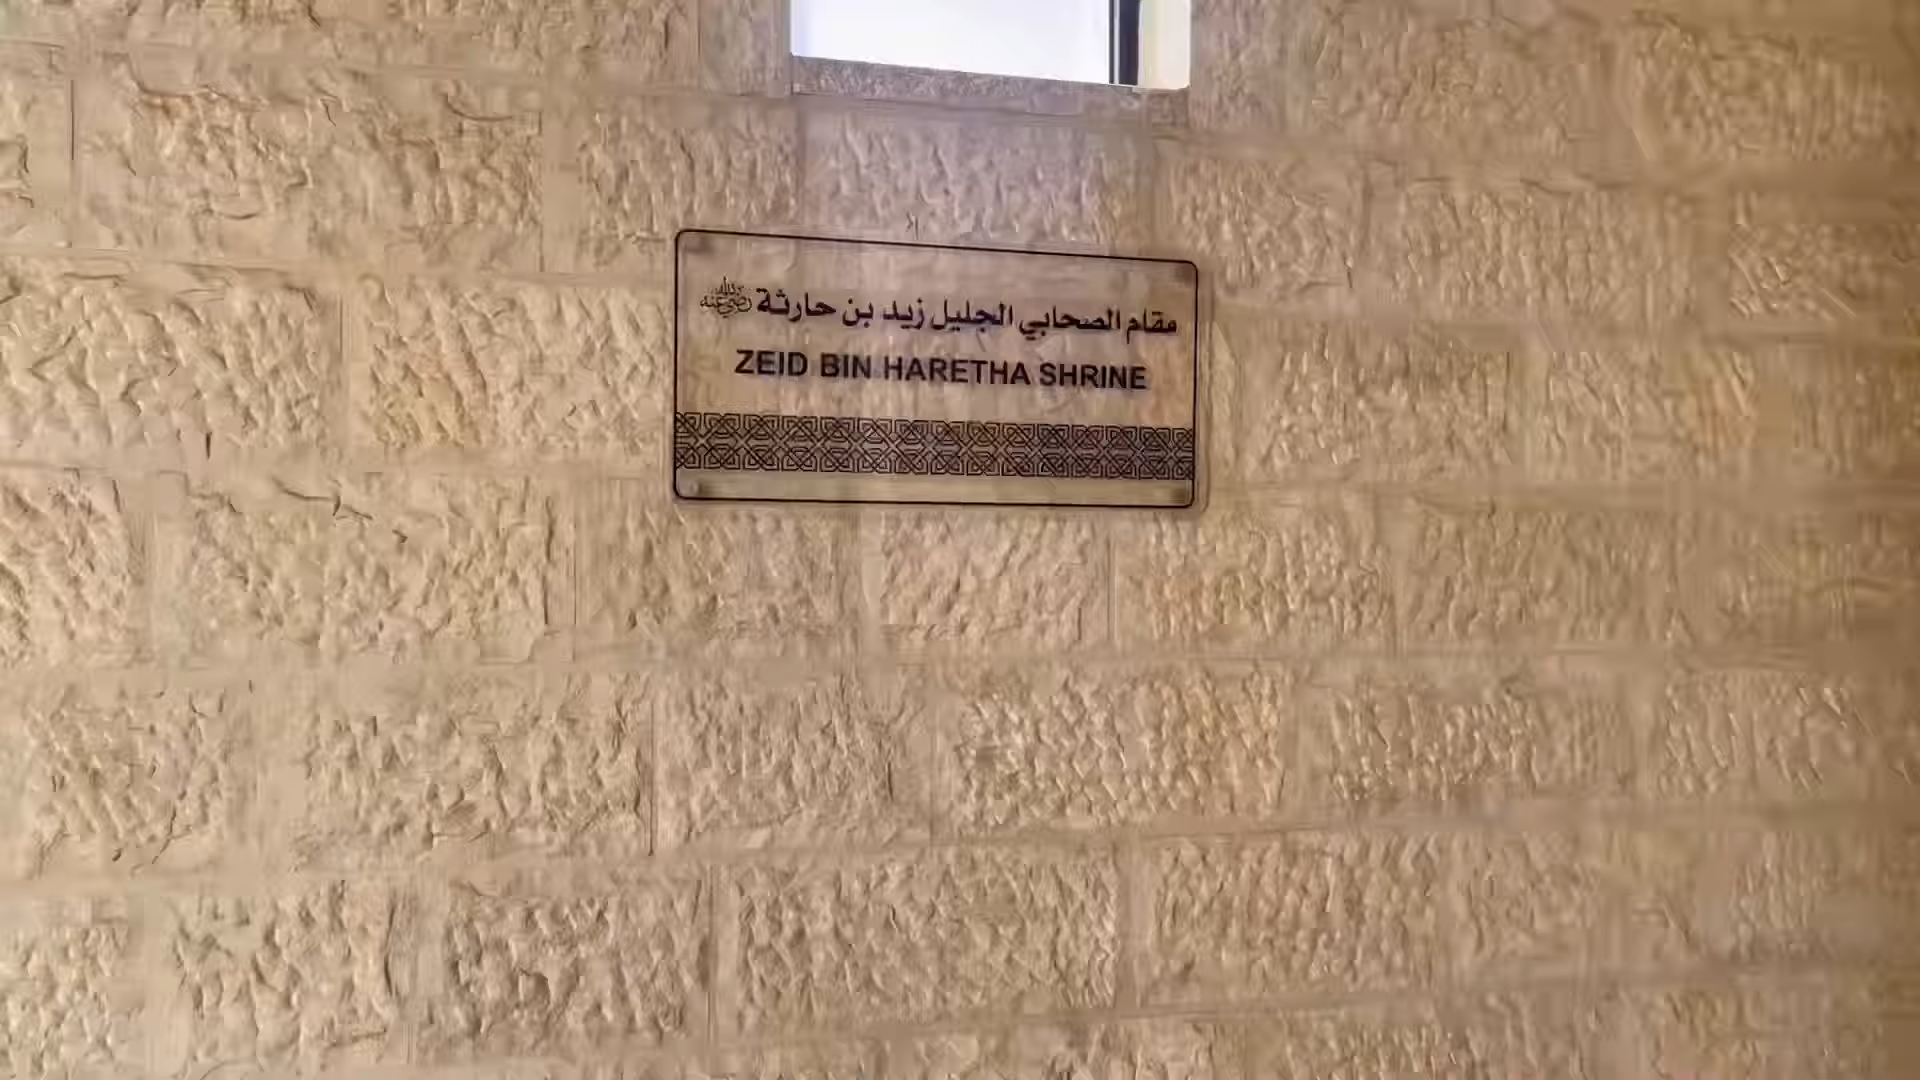 مقام الصحابي الجليل زيد بن حارثة رضي الله عنه
ZEID BIN HARETHA SHRINE